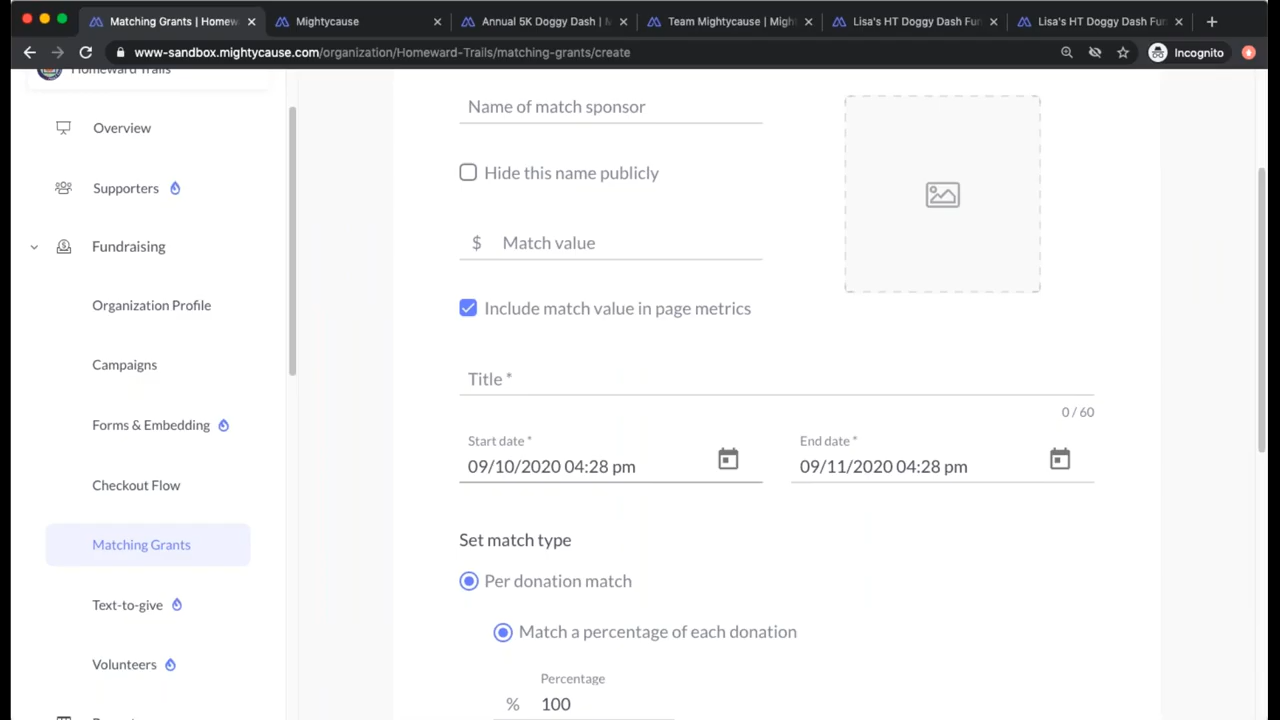 Matching Grants | Homew
Mightycause
Annual 5K Doggy Dash | M
Team Mightycause | Might
Lisa's HT Doggy Dash Fun
Lisa's HT Doggy Dash Fun
www-sandbox.mightycause.com/organization/Homeward-Trails/matching-grants/create
Incognito
Homeward Trails
Overview
Supporters
Fundraising
Organization Profile
Campaigns
Forms & Embedding
Checkout Flow
Matching Grants
Text-to-give
Volunteers
Name of match sponsor
Hide this name publicly
$ Match value
Include match value in page metrics
Title *
0 / 60
Start date *
09/10/2020 04:28 pm
End date *
09/11/2020 04:28 pm
Set match type
Per donation match
Match a percentage of each donation
Percentage
% 100